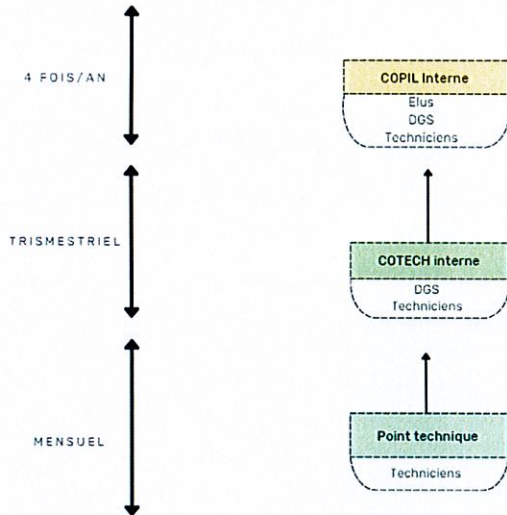 4 FOIS/AN
COPIL Interne
Elus
DGS
Techniciens
TRISMESTRIEL
COTECH interne
DGS
Techniciens
MENSUEL
Point technique
Techniciens